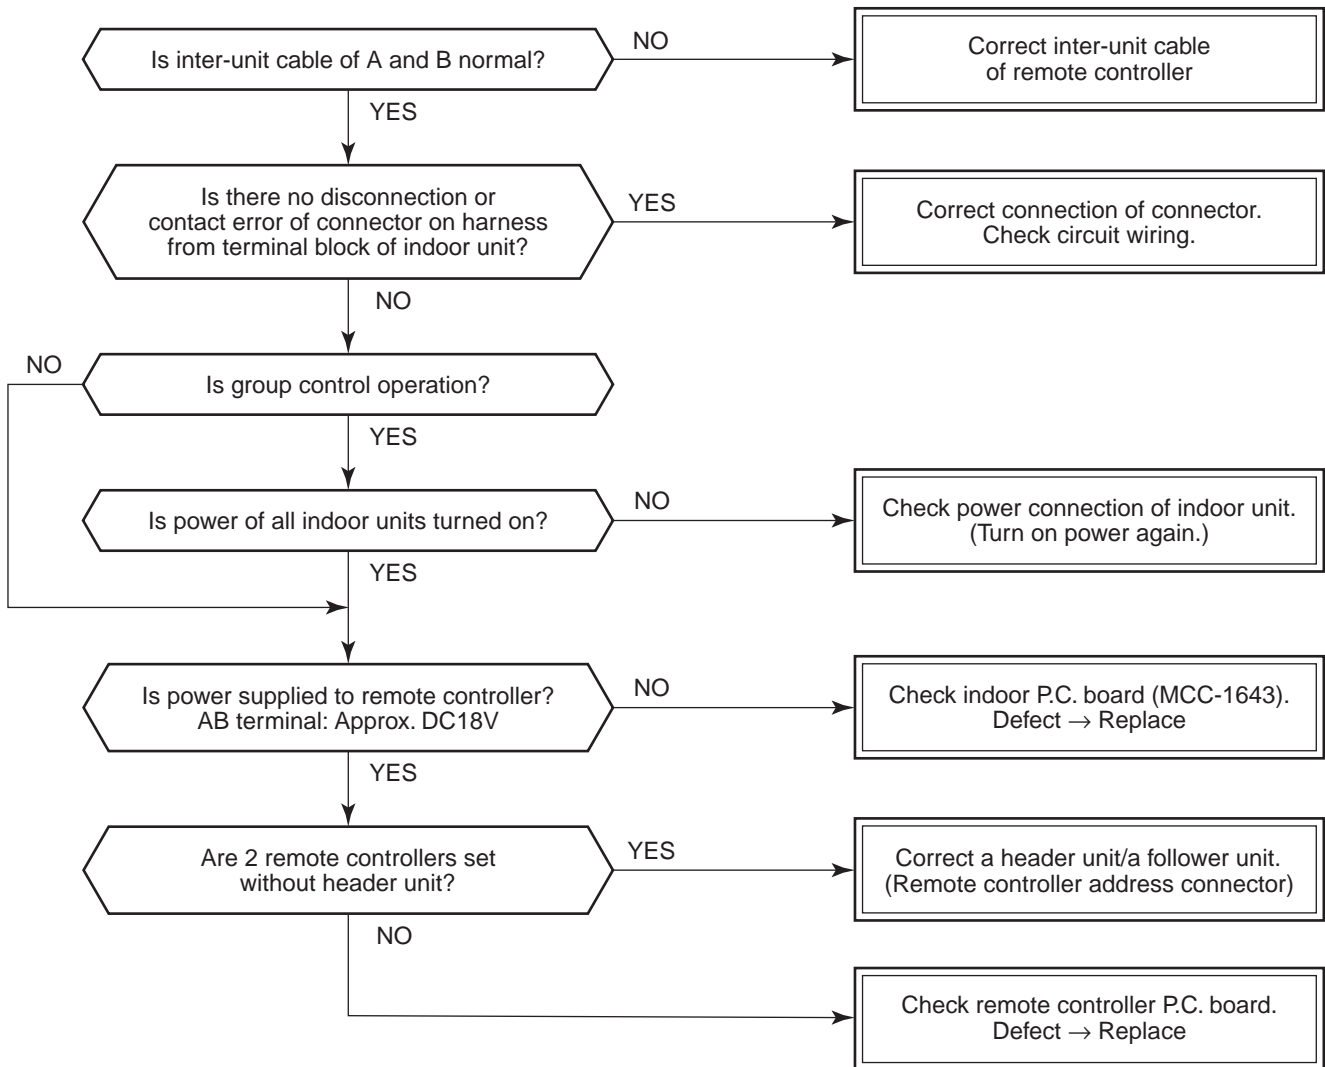 Is inter-unit cable of A and B normal?
NO
Correct inter-unit cable
of remote controller
YES
Is there no disconnection or
contact error of connector on harness
from terminal block of indoor unit?
YES
Correct connection of connector.
Check circuit wiring.
NO
NO
Is group control operation?
YES
Is power of all indoor units turned on?
NO
Check power connection of indoor unit.
(Turn on power again.)
YES
Is power supplied to remote controller?
AB terminal: Approx. DC18V
NO
Check indoor P.C. board (MCC-1643).
Defect → Replace
YES
Are 2 remote controllers set
without header unit?
YES
Correct a header unit/a follower unit.
(Remote controller address connector)
NO
Check remote controller P.C. board.
Defect → Replace